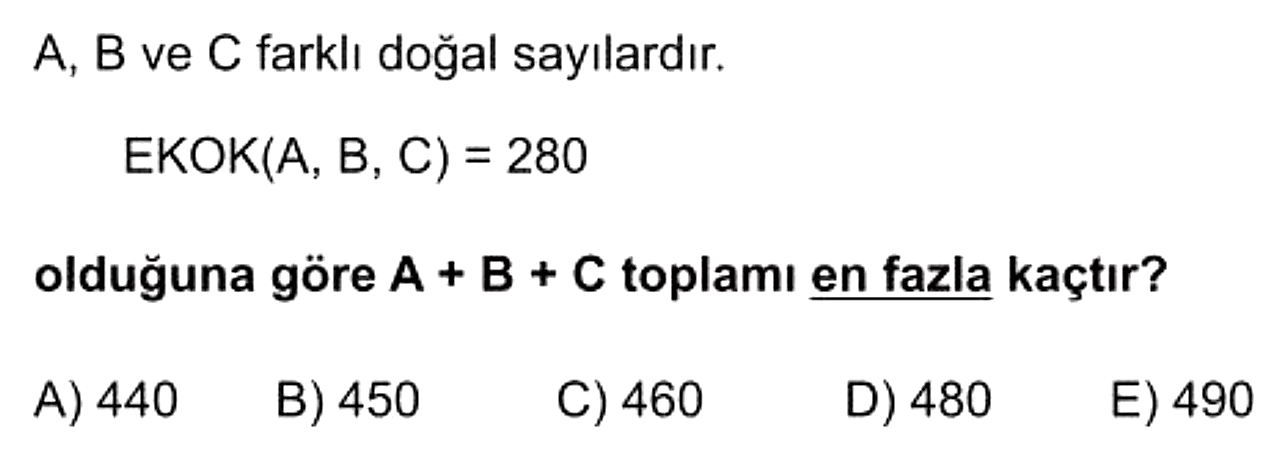 A, B ve C farklı doğal sayılardır.
EKOK(A, B, C) = 280
olduğuna göre A + B + C toplamı en fazla kaçtır?
A) 440 B) 450 C) 460 D) 480 E) 490